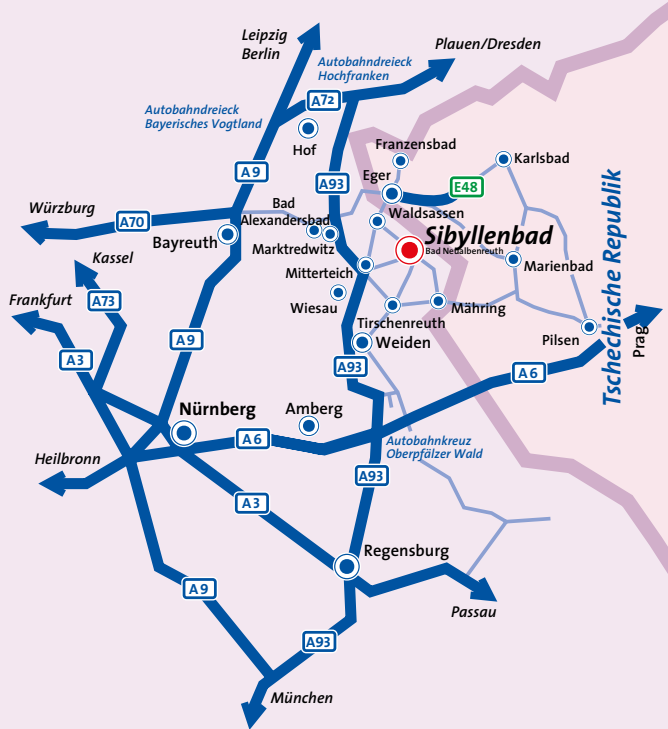 Leipzig
Berlin
Autobahndreieck
Hochfranken
Plauen/Dresden
Autobahndreieck
Bayerisches Vogtland
A72
Hof
Franzensbad
Karlsbad
A9
A93
Eger
E48
Würzburg
A70
Bad
Alexandersbad
Waldsassen
Bayreuth
Marktredwitz
Sibyllenbad
Bad Neualbenreuth
Tschechische Republik
Kassel
Mitterteich
Marienbad
Frankfurt
A73
Wiesau
Tirschenreuth
Mähring
A3
A9
Weiden
Pilsen
Prag
A93
A6
Nürnberg
Amberg
A6
Autobahnkreuz
Oberpfälzer Wald
Heilbronn
A3
A93
Regensburg
A9
Passau
A93
München